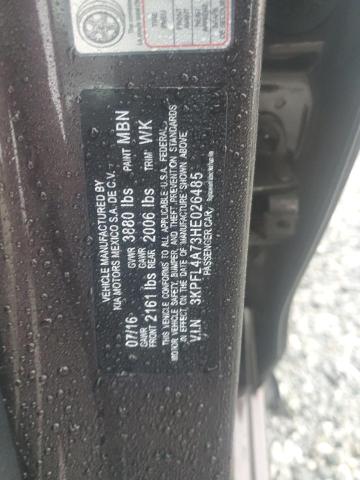 VEHICLE MANUFACTURED BY
KIA MOTORS MEXICO S.A. DE C.V.
07/16 GVWR 3880 lbs PAINT MBN
GAWR FRONT 2161 lbs GAWR REAR 2006 lbs TRIM WK
THIS VEHICLE CONFORMS TO ALL APPLICABLE U.S.A. FEDERAL
MOTOR VEHICLE SAFETY, BUMPER, AND THEFT PREVENTION STANDARDS
IN EFFECT ON THE DATE OF MANUFACTURE SHOWN ABOVE.
V.I.N 3KPFL4A73HE026485
PASSENGER CAR